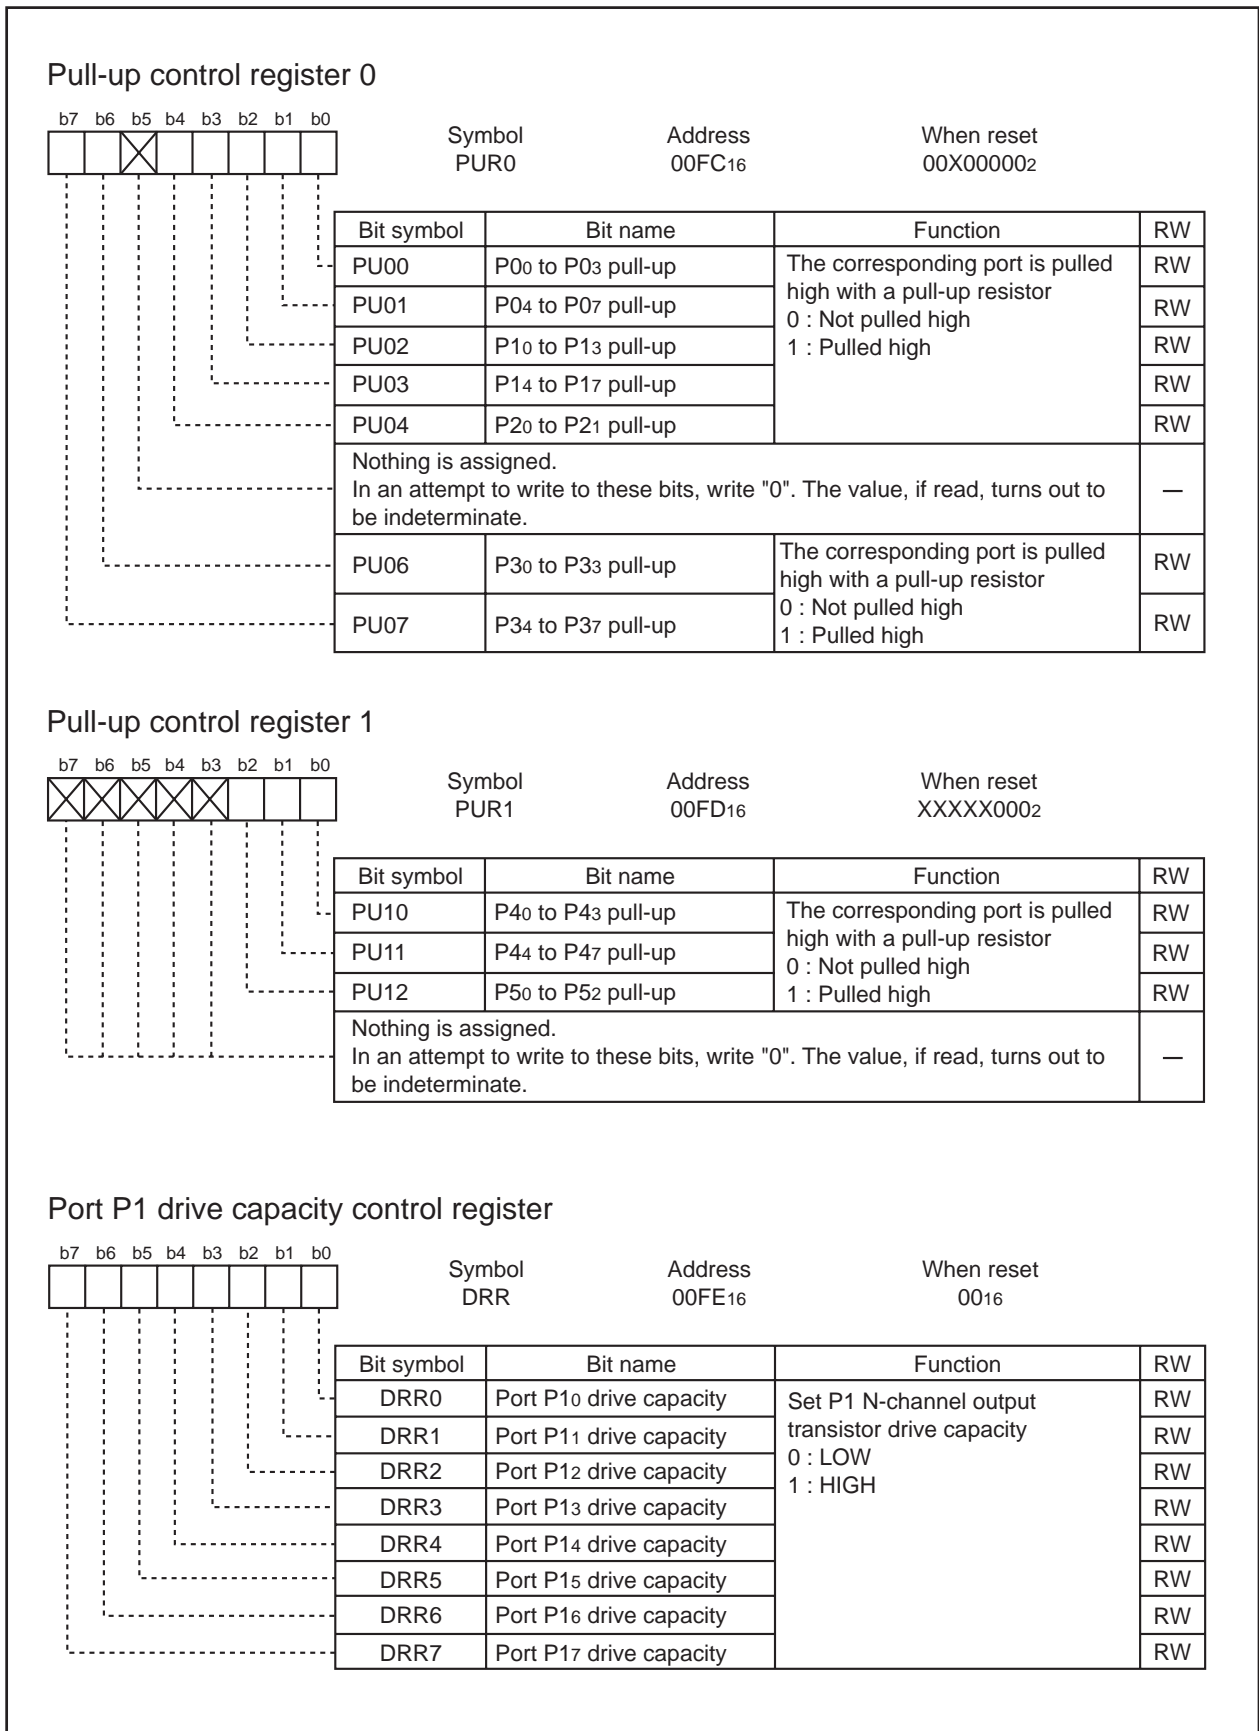 Pull-up control register 0
b7 b6 b5 b4 b3 b2 b1 b0
Symbol Address When reset
PUR0 00FC16 00X000002
Bit symbol Bit name Function RW
PU00 P00 to P03 pull-up The corresponding port is pulled RW
high with a pull-up resistor
PU01 P04 to P07 pull-up 0 : Not pulled high RW
PU02 P10 to P13 pull-up 1 : Pulled high RW
PU03 P14 to P17 pull-up RW
PU04 P20 to P21 pull-up RW
Nothing is assigned.
In an attempt to write to these bits, write "0". The value, if read, turns out to —
be indeterminate.
PU06 P30 to P33 pull-up The corresponding port is pulled RW
high with a pull-up resistor
0 : Not pulled high
PU07 P34 to P37 pull-up 1 : Pulled high RW
Pull-up control register 1
b7 b6 b5 b4 b3 b2 b1 b0
Symbol Address When reset
PUR1 00FD16 XXXXX0002
Bit symbol Bit name Function RW
PU10 P40 to P43 pull-up The corresponding port is pulled RW
high with a pull-up resistor
PU11 P44 to P47 pull-up 0 : Not pulled high RW
PU12 P50 to P52 pull-up 1 : Pulled high RW
Nothing is assigned.
In an attempt to write to these bits, write "0". The value, if read, turns out to —
be indeterminate.
Port P1 drive capacity control register
b7 b6 b5 b4 b3 b2 b1 b0
Symbol Address When reset
DRR 00FE16 0016
Bit symbol Bit name Function RW
DRR0 Port P10 drive capacity Set P1 N-channel output RW
DRR1 Port P11 drive capacity transistor drive capacity RW
DRR2 Port P12 drive capacity 0 : LOW RW
1 : HIGH
DRR3 Port P13 drive capacity RW
DRR4 Port P14 drive capacity RW
DRR5 Port P15 drive capacity RW
DRR6 Port P16 drive capacity RW
DRR7 Port P17 drive capacity RW